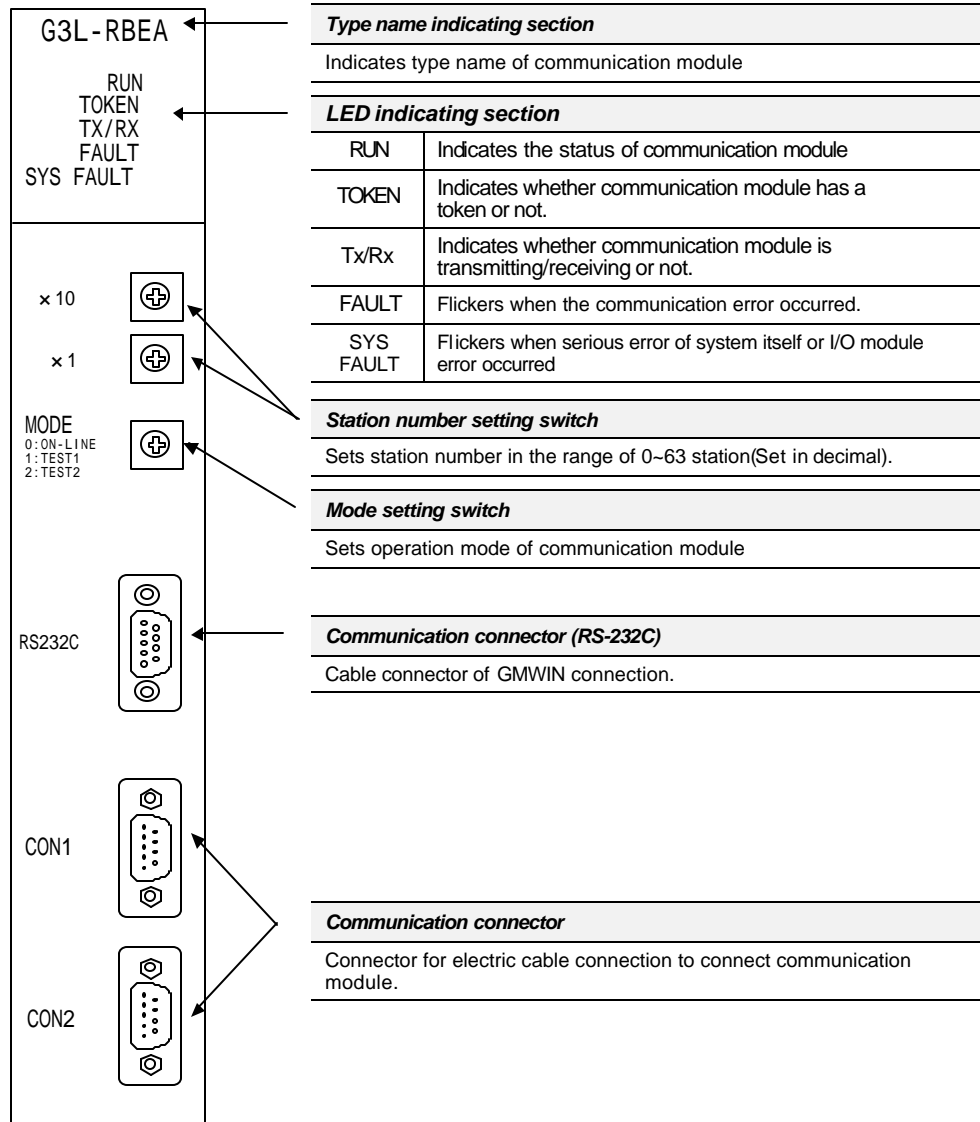 G3L-RBEA
RUN
TOKEN
TX/RX
FAULT
SYS FAULT
×10
×1
MODE
0:ON-LINE
1:TEST1
2:TEST2
RS232C
CON1
CON2
Type name indicating section
Indicates type name of communication module
LED indicating section
RUN Indicates the status of communication module
TOKEN Indicates whether communication module has a
token or not.
Tx/Rx Indicates whether communication module is
transmitting/receiving or not.
FAULT Flickers when the communication error occurred.
SYS FAULT Flickers when serious error of system itself or I/O module
error occurred
Station number setting switch
Sets station number in the range of 0~63 station(Set in decimal).
Mode setting switch
Sets operation mode of communication module
Communication connector (RS-232C)
Cable connector of GMWIN connection.
Communication connector
Connector for electric cable connection to connect communication
module.